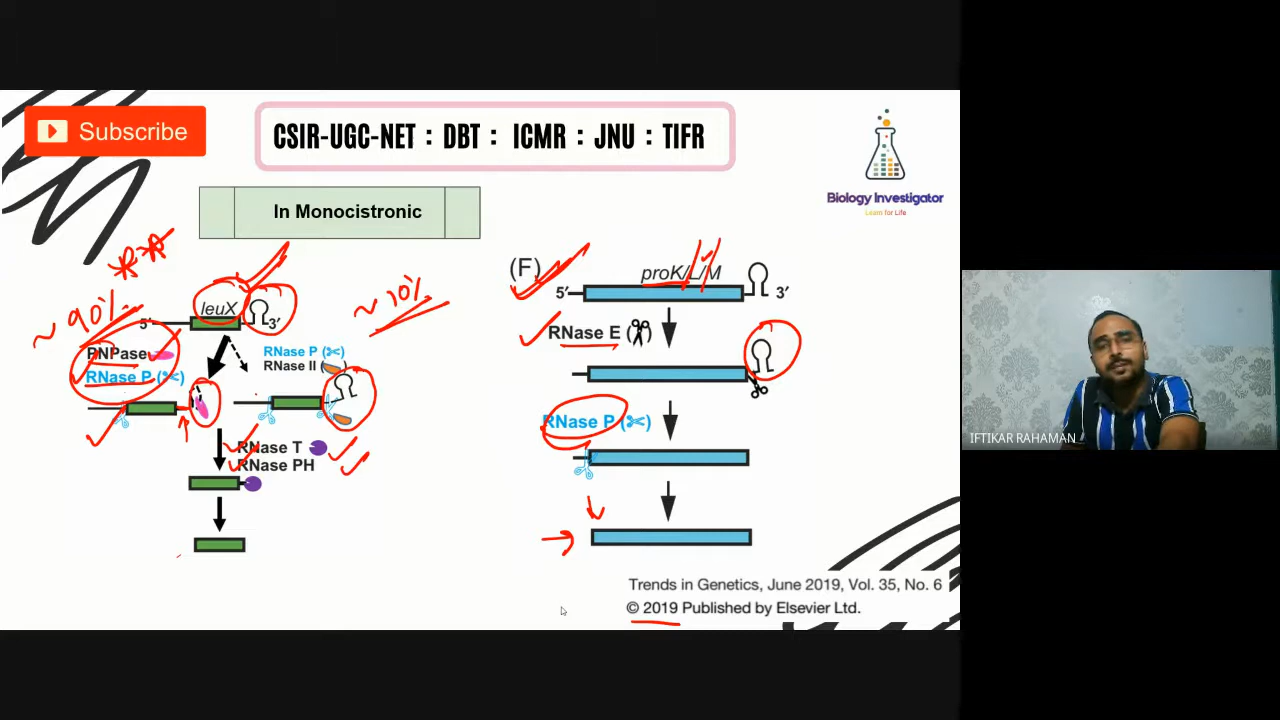 Subscribe
CSIR-UGC-NET : DBT : ICMR : JNU : TIFR
Biology Investigator
Learn for Life
In Monocistronic
~ 90%
leuX
5′
3′
~ 10%
PNPase
RNase P
RNase P
RNase II
RNase T
RNase PH
(F)
proK/L/M
5′
3′
RNase E
RNase P
Trends in Genetics, June 2019, Vol. 35, No. 6
© 2019 Published by Elsevier Ltd.
IFTIKAR RAHAMAN